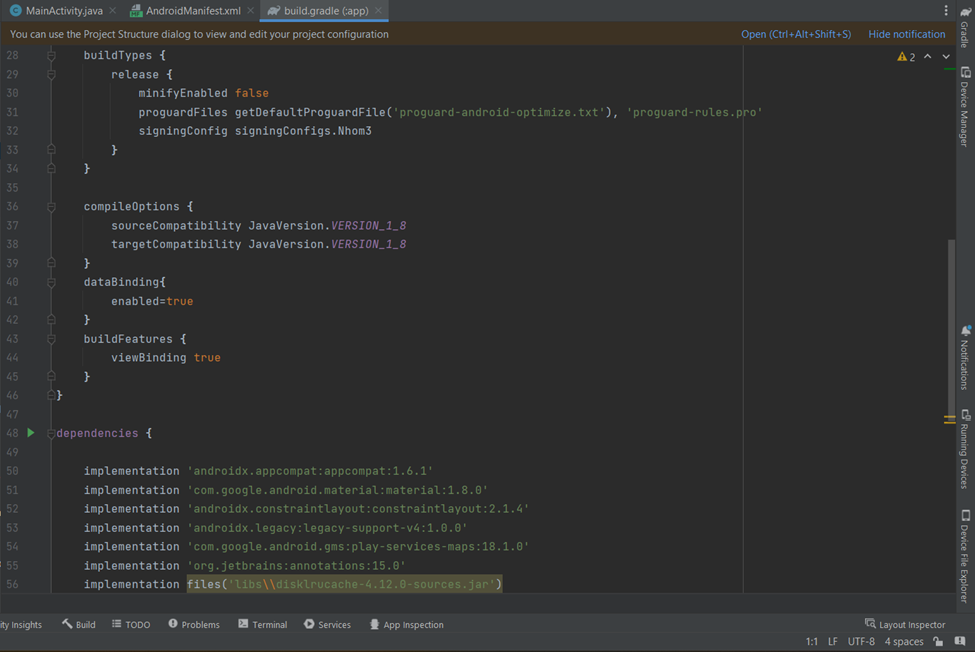 MainActivity.java AndroidManifest.xml build.gradle (:app)
You can use the Project Structure dialog to view and edit your project configuration Open (Ctrl+Alt+Shift+S) Hide notification
28 buildTypes { 2
29 release {
30 minifyEnabled false
31 proguardFiles getDefaultProguardFile('proguard-android-optimize.txt'), 'proguard-rules.pro'
32 signingConfig signingConfigs.Nhom3
33 }
34 }
35
36 compileOptions {
37 sourceCompatibility JavaVersion.VERSION_1_8
38 targetCompatibility JavaVersion.VERSION_1_8
39 }
40 dataBinding{
41 enabled=true
42 }
43 buildFeatures {
44 viewBinding true
45 }
46 }
47
48 dependencies {
49
50 implementation 'androidx.appcompat:appcompat:1.6.1'
51 implementation 'com.google.android.material:material:1.8.0'
52 implementation 'androidx.constraintlayout:constraintlayout:2.1.4'
53 implementation 'androidx.legacy:legacy-support-v4:1.0.0'
54 implementation 'com.google.android.gms:play-services-maps:18.1.0'
55 implementation 'org.jetbrains:annotations:15.0'
56 implementation files('libs\\disklrucache-4.12.0-sources.jar')
Gradle
Device Manager
Notifications
Running Devices
Device File Explorer
ity Insights Build TODO Problems Terminal Services App Inspection Layout Inspector
1:1 LF UTF-8 4 spaces